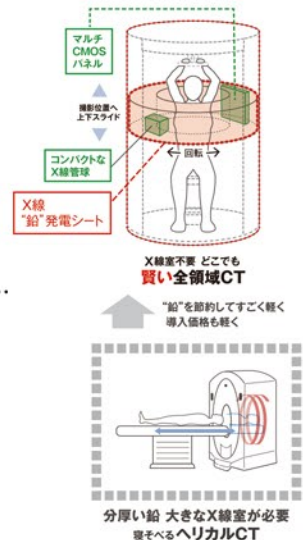 マルチ
CMOS
パネル
撮影位置へ
上下スライド
コンパクトな
X線管球
回転
X線
“鉛”発電シート
X線室不要 どこでも
賢い全領域CT
“鉛”を節約してすごく軽く
導入価格も軽く
分厚い鉛 大きなX線室が必要
寝そべるヘリカルCT